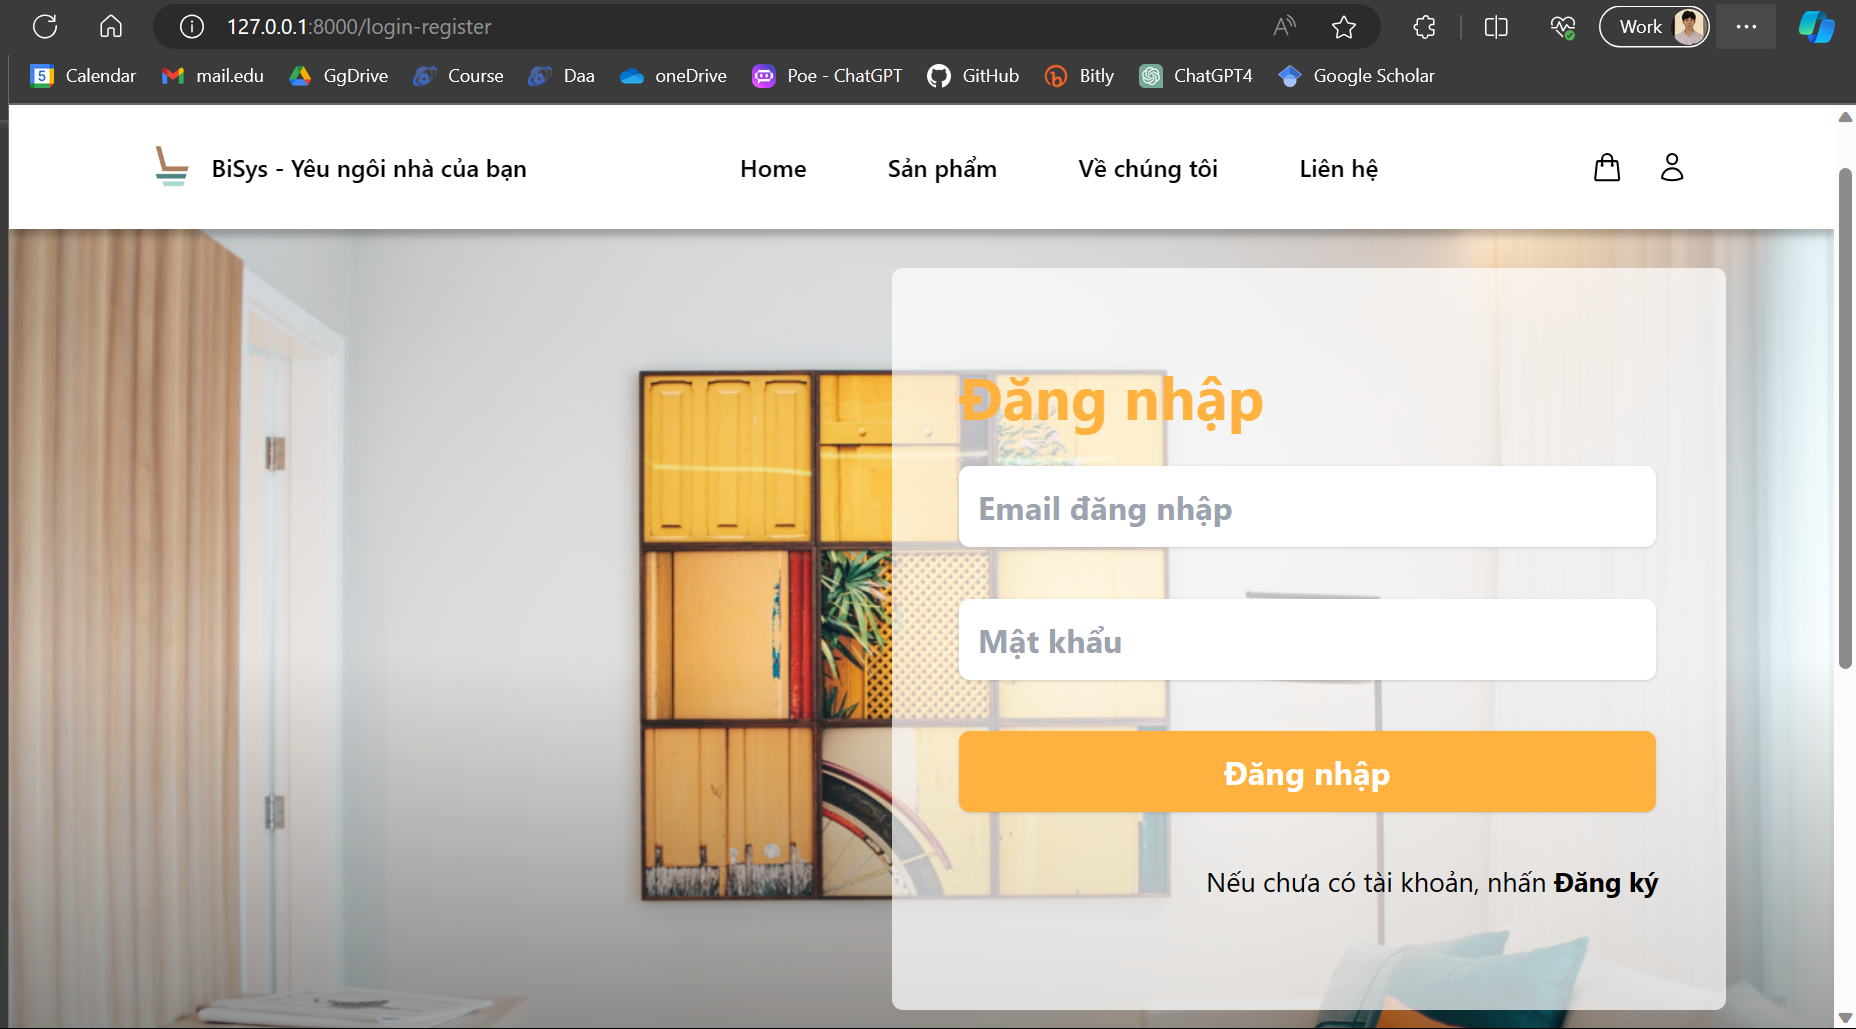 127.0.0.1:8000/login-register
Work
Calendar mail.edu GgDrive Course Daa oneDrive Poe - ChatGPT GitHub Bitly ChatGPT4 Google Scholar
BiSys - Yêu ngôi nhà của bạn Home Sản phẩm Về chúng tôi Liên hệ
Đăng nhập
Email đăng nhập
Mật khẩu
Đăng nhập
Nếu chưa có tài khoản, nhấn Đăng ký